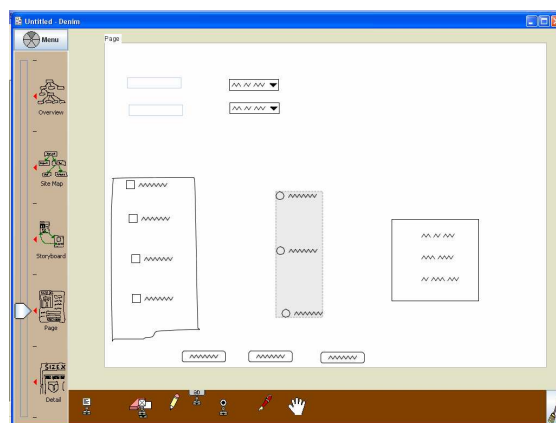 Untitled - Denim
Menu
Page
Overview
Site Map
Storyboard
Page
Detail